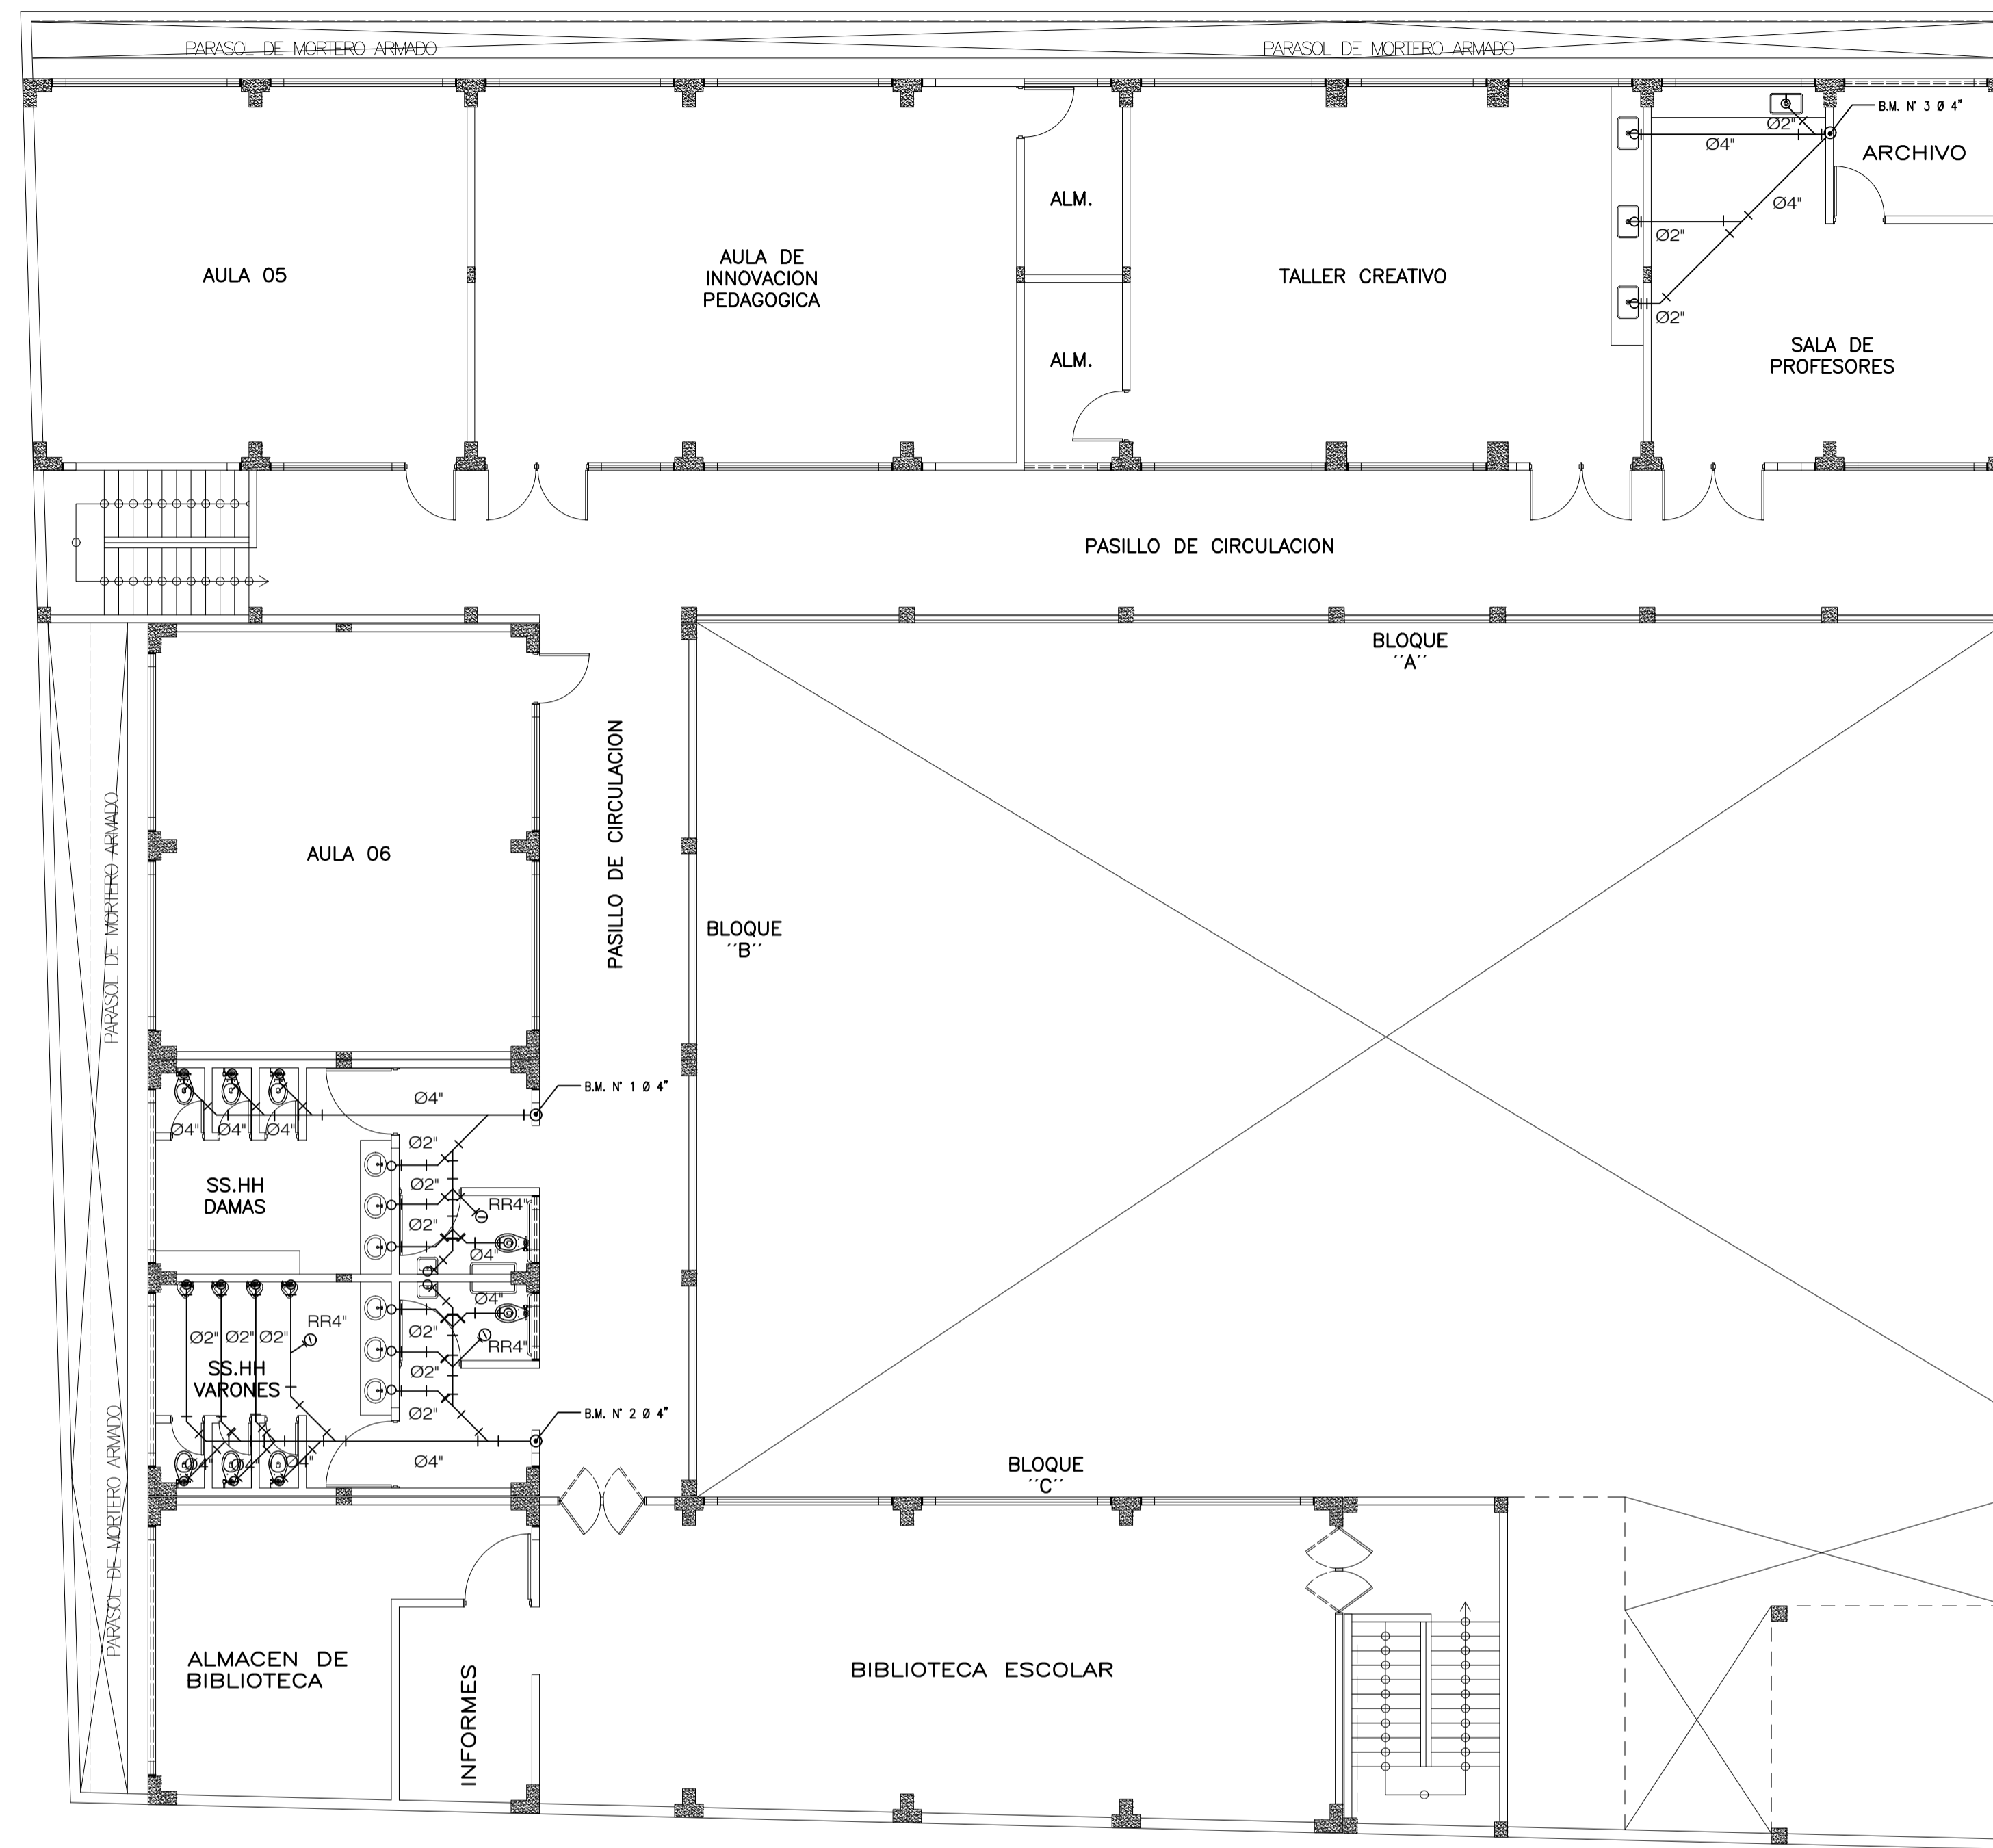 PARASOL DE MORTERO ARMADO
PARASOL DE MORTERO ARMADO
B.M. N° 3 Ø 4"
Ø2"
Ø4"
ARCHIVO
ALM.
Ø4"
Ø2"
AULA 05
AULA DE
INNOVACION
PEDAGOGICA
TALLER CREATIVO
Ø2"
ALM.
SALA DE
PROFESORES
PASILLO DE CIRCULACION
BLOQUE
´´A´´
PASILLO DE CIRCULACION
PARASOL DE MORTERO ARMADO
AULA 06
BLOQUE
´´B´´
B.M. N° 1 Ø 4"
Ø4"
Ø4"
Ø4"
Ø4"
Ø2"
Ø2"
SS.HH
DAMAS
RR4"
Ø2"
Ø4"
Ø4"
RR4"
Ø2"
Ø2"
Ø2"
Ø2"
RR4"
SS.HH
VARONES
Ø2"
Ø2"
B.M. N° 2 Ø 4"
Ø4"
Ø4"
Ø4"
Ø4"
PARASOL DE MORTERO ARMADO
BLOQUE
´´C´´
ALMACEN DE
BIBLIOTECA
INFORMES
BIBLIOTECA ESCOLAR